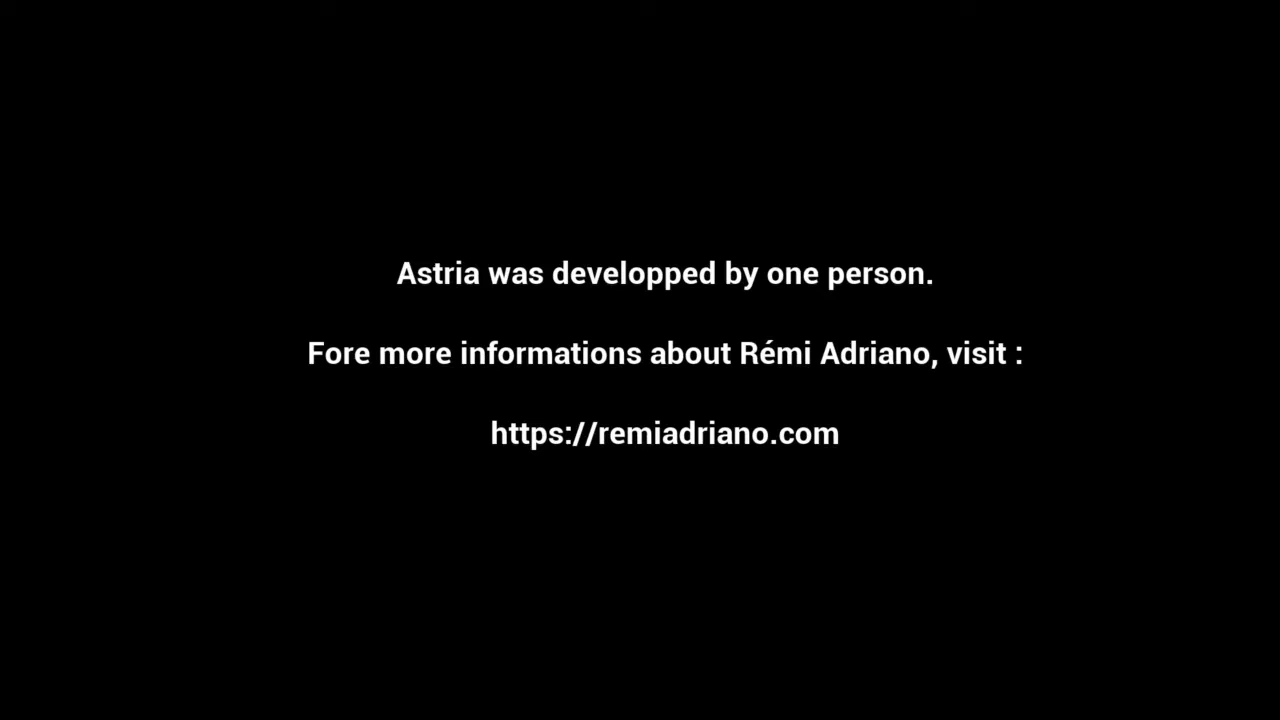 Astria was developped by one person.
Fore more informations about Rémi Adriano, visit :
https://remiadriano.com